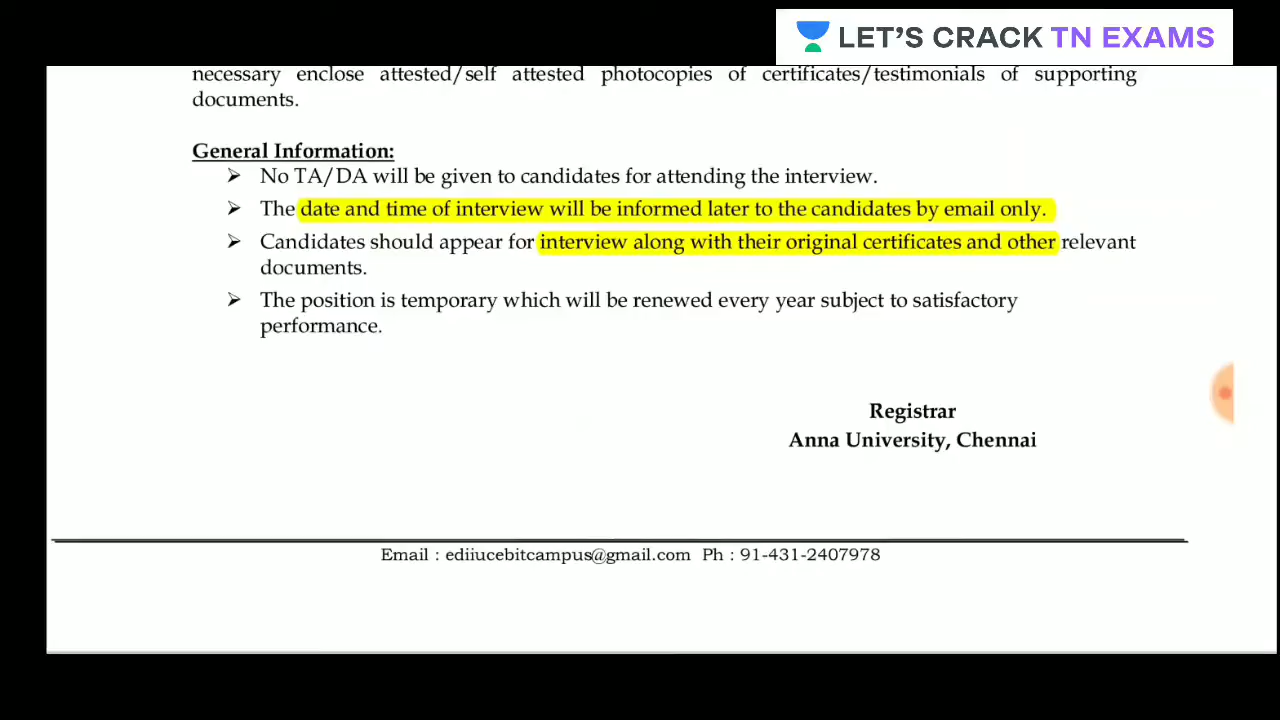 LET'S CRACK TN EXAMS
necessary enclose attested/self attested photocopies of certificates/testimonials of supporting
documents.
General Information:
➢ No TA/DA will be given to candidates for attending the interview.
➢ The date and time of interview will be informed later to the candidates by email only.
➢ Candidates should appear for interview along with their original certificates and other relevant
documents.
➢ The position is temporary which will be renewed every year subject to satisfactory
performance.
Registrar
Anna University, Chennai
Email : ediiucebitcampus@gmail.com Ph : 91-431-2407978